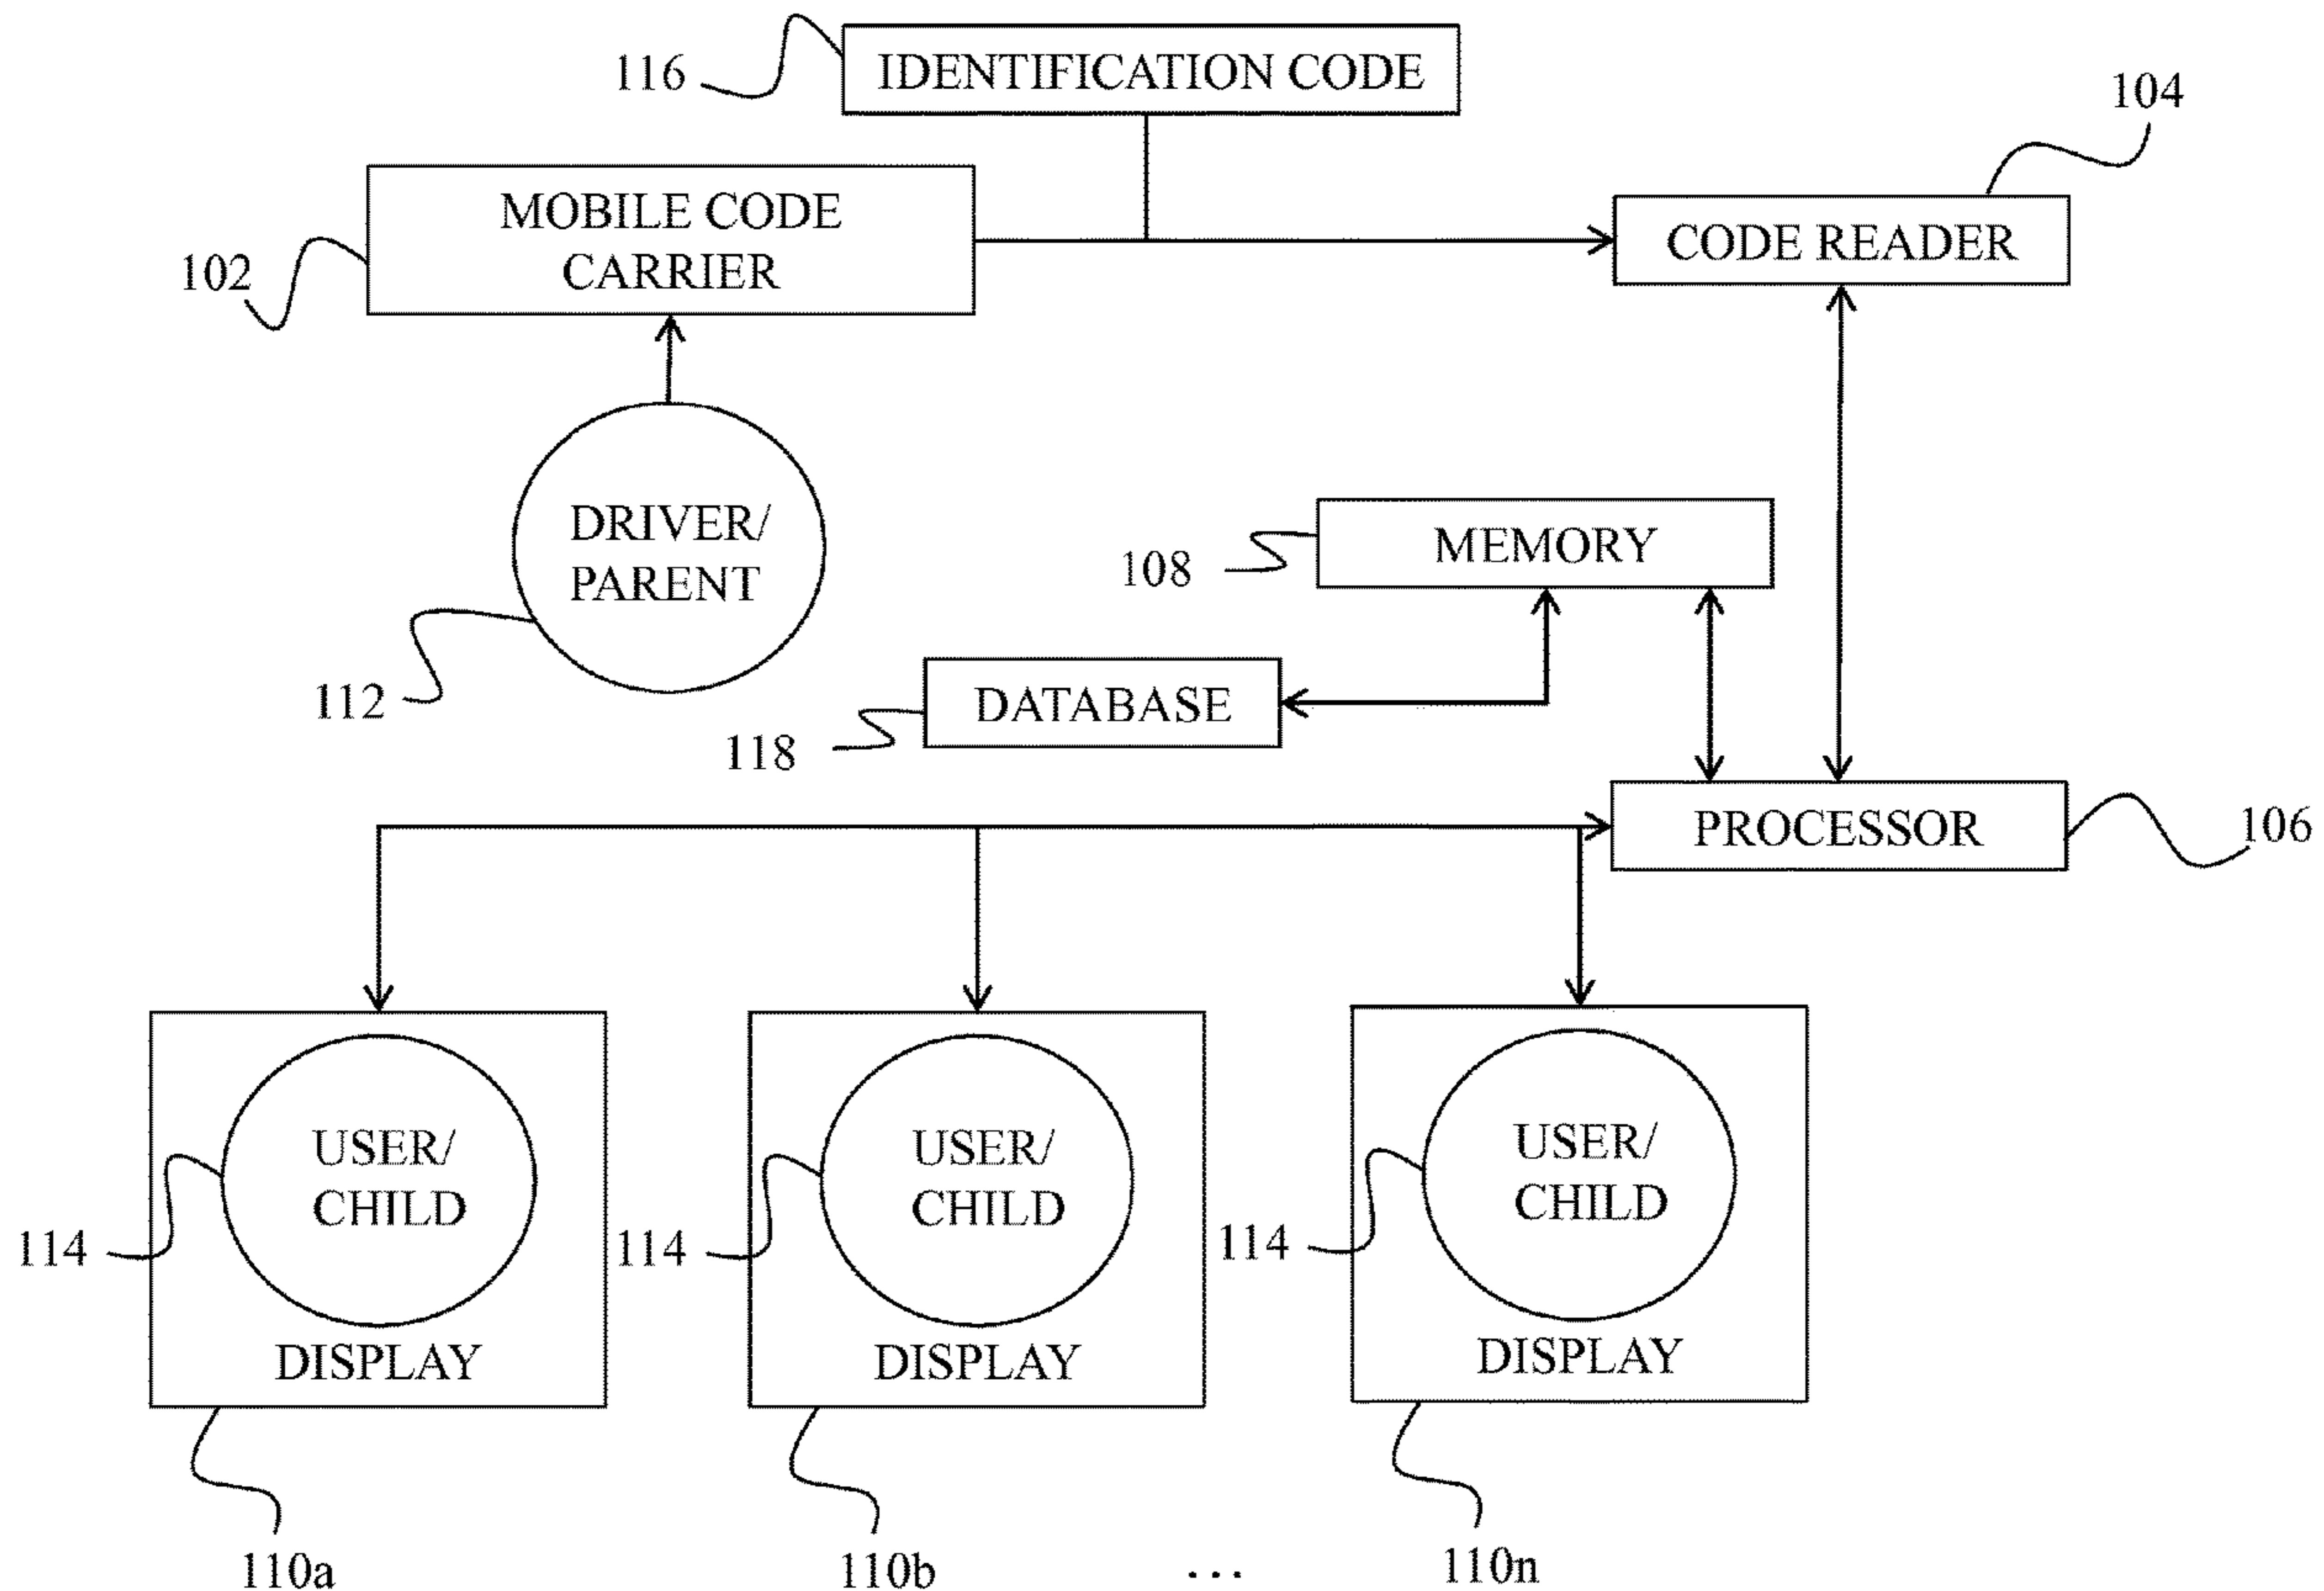 116
IDENTIFICATION CODE
104
MOBILE CODE
CARRIER
CODE READER
102
DRIVER/
PARENT
MEMORY
108
112
DATABASE
118
PROCESSOR
106
USER/
CHILD
USER/
CHILD
USER/
CHILD
114
114
114
DISPLAY
DISPLAY
DISPLAY
110a
110b
...
110n